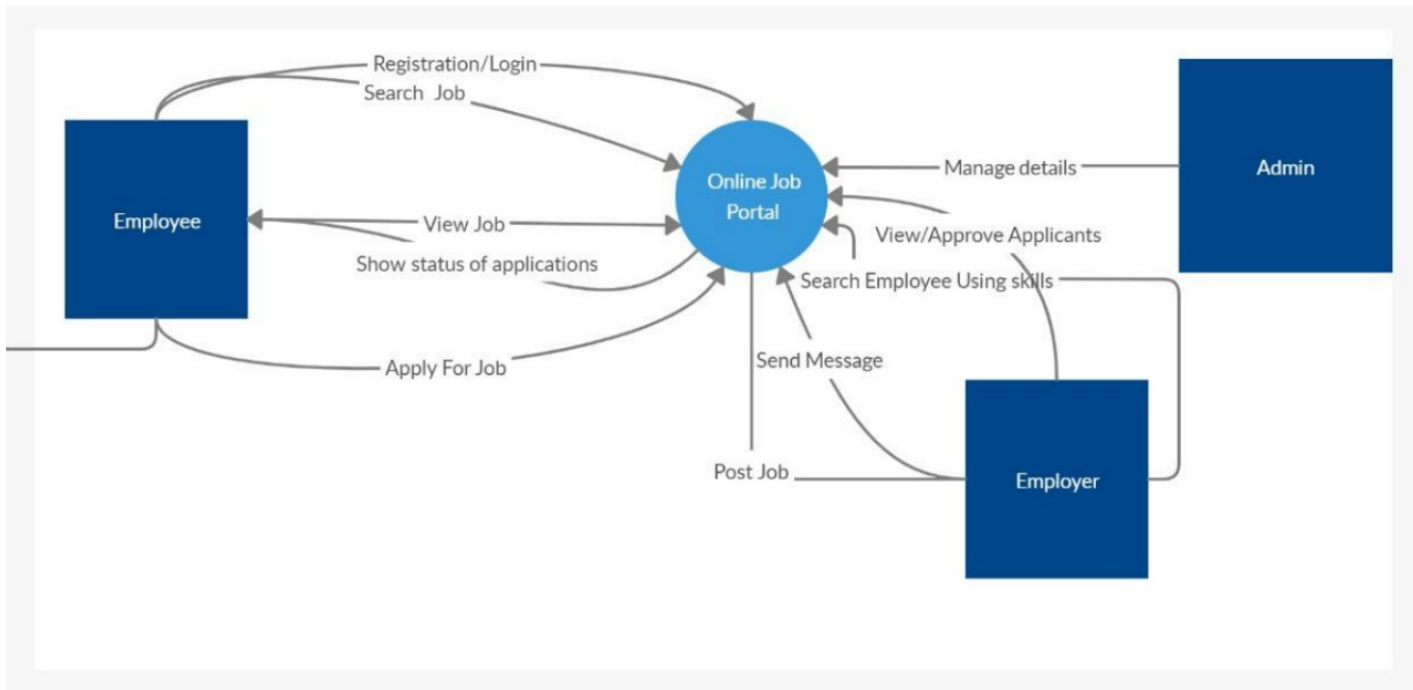 Registration/Login
Search Job
Online Job
Portal
Manage details
Admin
Employee
View Job
View/Approve Applicants
Show status of applications
Search Employee Using skills
Apply For Job
Send Message
Post Job
Employer